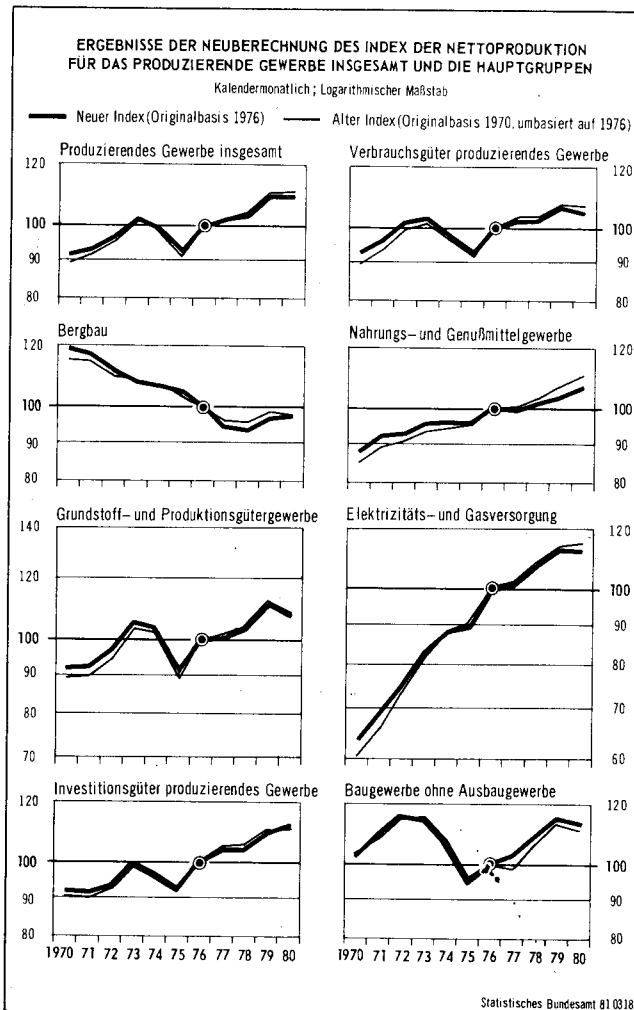 ERGEBNISSE DER NEUBERECHNUNG DES INDEX DER NETTOPRODUKTION
FÜR DAS PRODUZIERENDE GEWERBE INSGESAMT UND DIE HAUPTGRUPPEN
Kalendermonatlich; Logarithmischer Maßstab
Neuer Index (Originalbasis 1976)
Alter Index (Originalbasis 1970, umbasiert auf 1976)
Produzierendes Gewerbe insgesamt
120
100
90
80
Verbrauchsgüter produzierendes Gewerbe
120
100
90
80
Bergbau
120
100
90
80
Nahrungs- und Genußmittelgewerbe
120
100
90
80
Grundstoff- und Produktionsgütergewerbe
140
120
100
90
80
70
Elektrizitäts- und Gasversorgung
120
100
90
80
70
60
Investitionsgüter produzierendes Gewerbe
120
100
90
80
1970 71 72 73 74 75 76 77 78 79 80
Baugewerbe ohne Ausbaugewerbe
120
100
90
80
1970 71 72 73 74 75 76 77 78 79 80
Statistisches Bundesamt 81 0318